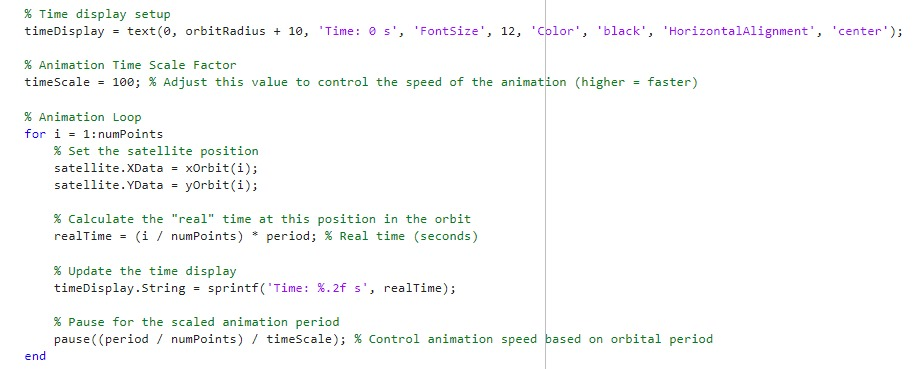 % Time display setup
timeDisplay = text(0, orbitRadius + 10, 'Time: 0 s', 'FontSize', 12, 'Color', 'black', 'HorizontalAlignment', 'center');
% Animation Time Scale Factor
timeScale = 100; % Adjust this value to control the speed of the animation (higher = faster)
% Animation Loop
for i = 1:numPoints
% Set the satellite position
satellite.XData = xOrbit(i);
satellite.YData = yOrbit(i);
% Calculate the "real" time at this position in the orbit
realTime = (i / numPoints) * period; % Real time (seconds)
% Update the time display
timeDisplay.String = sprintf('Time: %.2f s', realTime);
% Pause for the scaled animation period
pause((period / numPoints) / timeScale); % Control animation speed based on orbital period
end